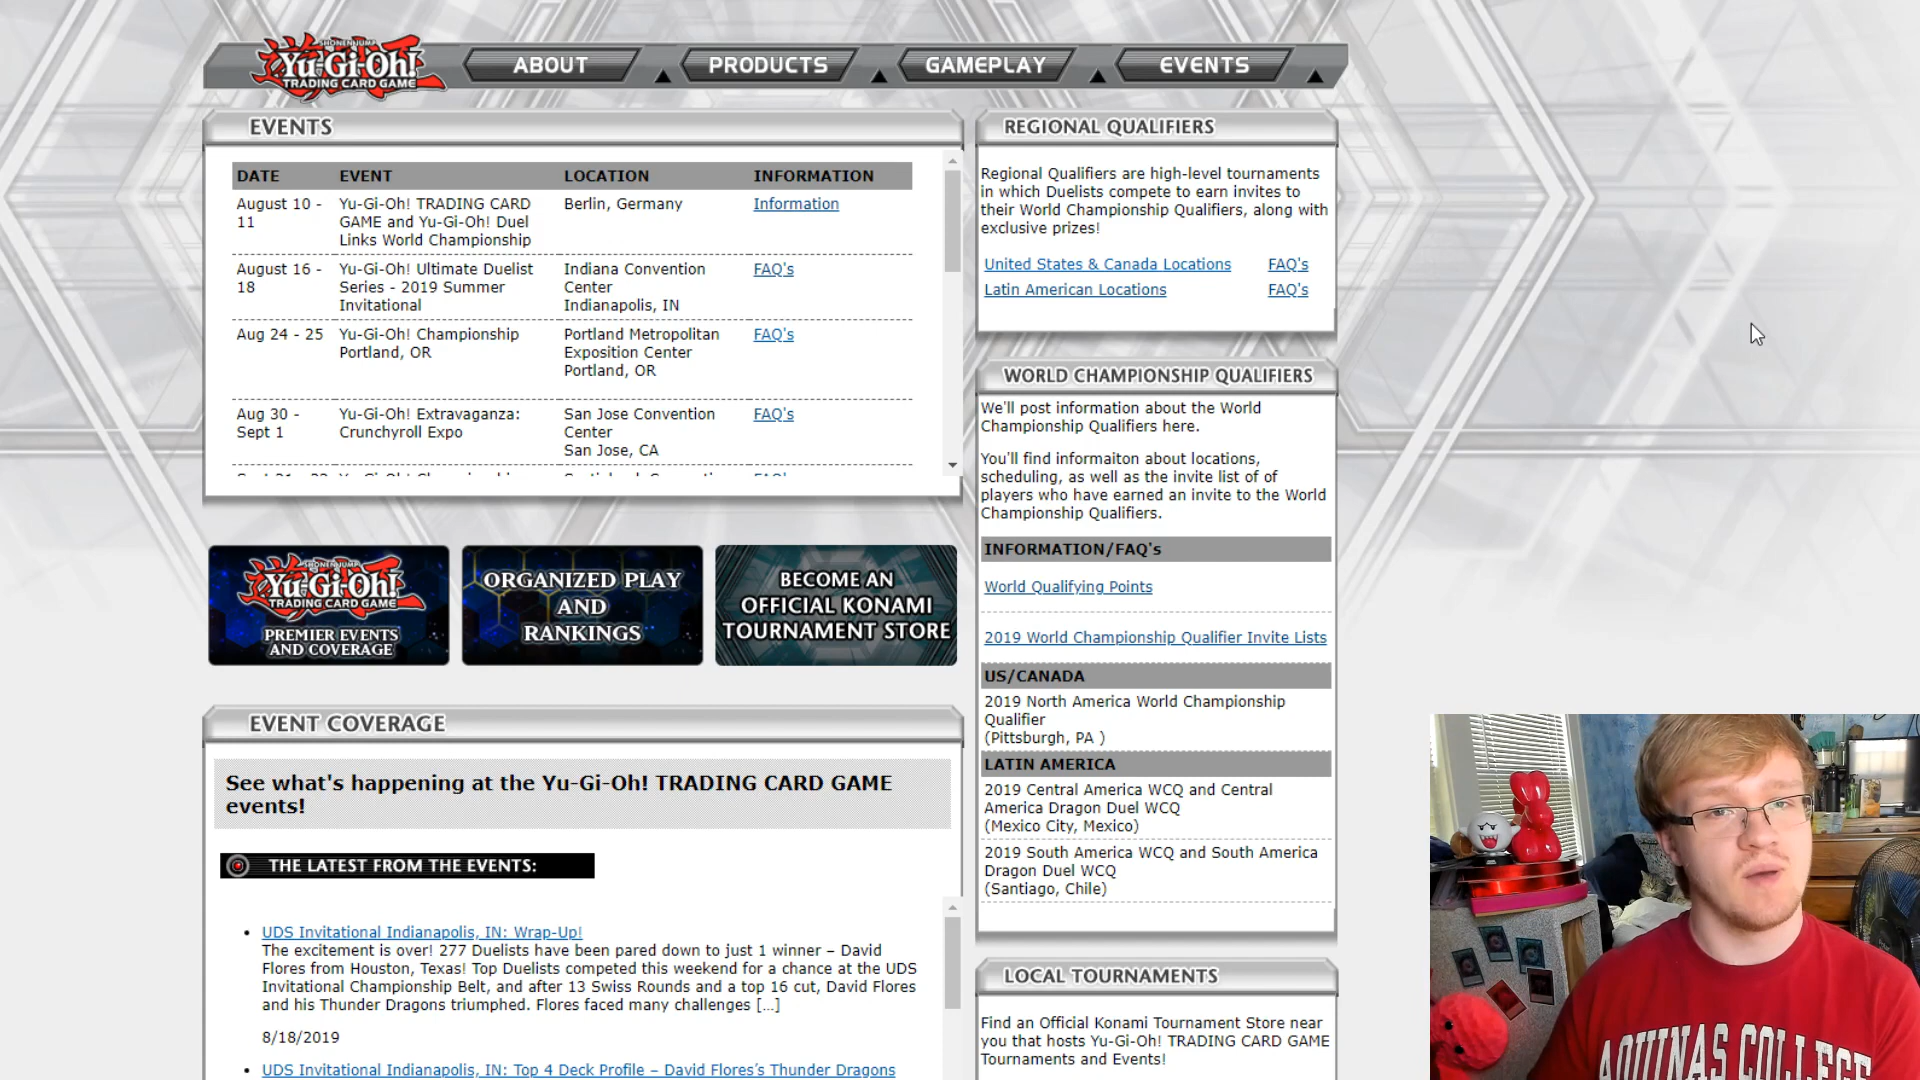 SHONEN JUMP
Yu-Gi-Oh!
TRADING CARD GAME
ABOUT
PRODUCTS
GAMEPLAY
EVENTS
EVENTS
DATE EVENT LOCATION INFORMATION
August 10 - 11
Yu-Gi-Oh! TRADING CARD
GAME and Yu-Gi-Oh! Duel
Links World Championship
Berlin, Germany
Information
August 16 - 18
Yu-Gi-Oh! Ultimate Duelist
Series - 2019 Summer
Invitational
Indiana Convention
Center
Indianapolis, IN
FAQ's
Aug 24 - 25
Yu-Gi-Oh! Championship
Portland, OR
Portland Metropolitan
Exposition Center
Portland, OR
FAQ's
Aug 30 -
Sept 1
Yu-Gi-Oh! Extravaganza:
Crunchyroll Expo
San Jose Convention
Center
San Jose, CA
FAQ's
SHONEN JUMP
Yu-Gi-Oh!
TRADING CARD GAME
PREMIER EVENTS
AND COVERAGE
ORGANIZED PLAY
AND
RANKINGS
BECOME AN
OFFICIAL KONAMI
TOURNAMENT STORE
EVENT COVERAGE
See what's happening at the Yu-Gi-Oh! TRADING CARD GAME
events!
THE LATEST FROM THE EVENTS:
• UDS Invitational Indianapolis, IN: Wrap-Up!
The excitement is over! 277 Duelists have been pared down to just 1 winner – David
Flores from Houston, Texas! Top Duelists competed this weekend for a chance at the UDS
Invitational Championship Belt, and after 13 Swiss Rounds and a top 16 cut, David Flores
and his Thunder Dragons triumphed. Flores faced many challenges [...]
8/18/2019
• UDS Invitational Indianapolis, IN: Top 4 Deck Profile – David Flores's Thunder Dragons
REGIONAL QUALIFIERS
Regional Qualifiers are high-level tournaments
in which Duelists compete to earn invites to
their World Championship Qualifiers, along with
exclusive prizes!
United States & Canada Locations FAQ's
Latin American Locations FAQ's
WORLD CHAMPIONSHIP QUALIFIERS
We'll post information about the World
Championship Qualifiers here.
You'll find informaiton about locations,
scheduling, as well as the invite list of of
players who have earned an invite to the World
Championship Qualifiers.
INFORMATION/FAQ's
World Qualifying Points
2019 World Championship Qualifier Invite Lists
US/CANADA
2019 North America World Championship
Qualifier
(Pittsburgh, PA )
LATIN AMERICA
2019 Central America WCQ and Central
America Dragon Duel WCQ
(Mexico City, Mexico)
2019 South America WCQ and South America
Dragon Duel WCQ
(Santiago, Chile)
LOCAL TOURNAMENTS
Find an Official Konami Tournament Store near
you that hosts Yu-Gi-Oh! TRADING CARD GAME
Tournaments and Events!
AQUINAS COLLEGE